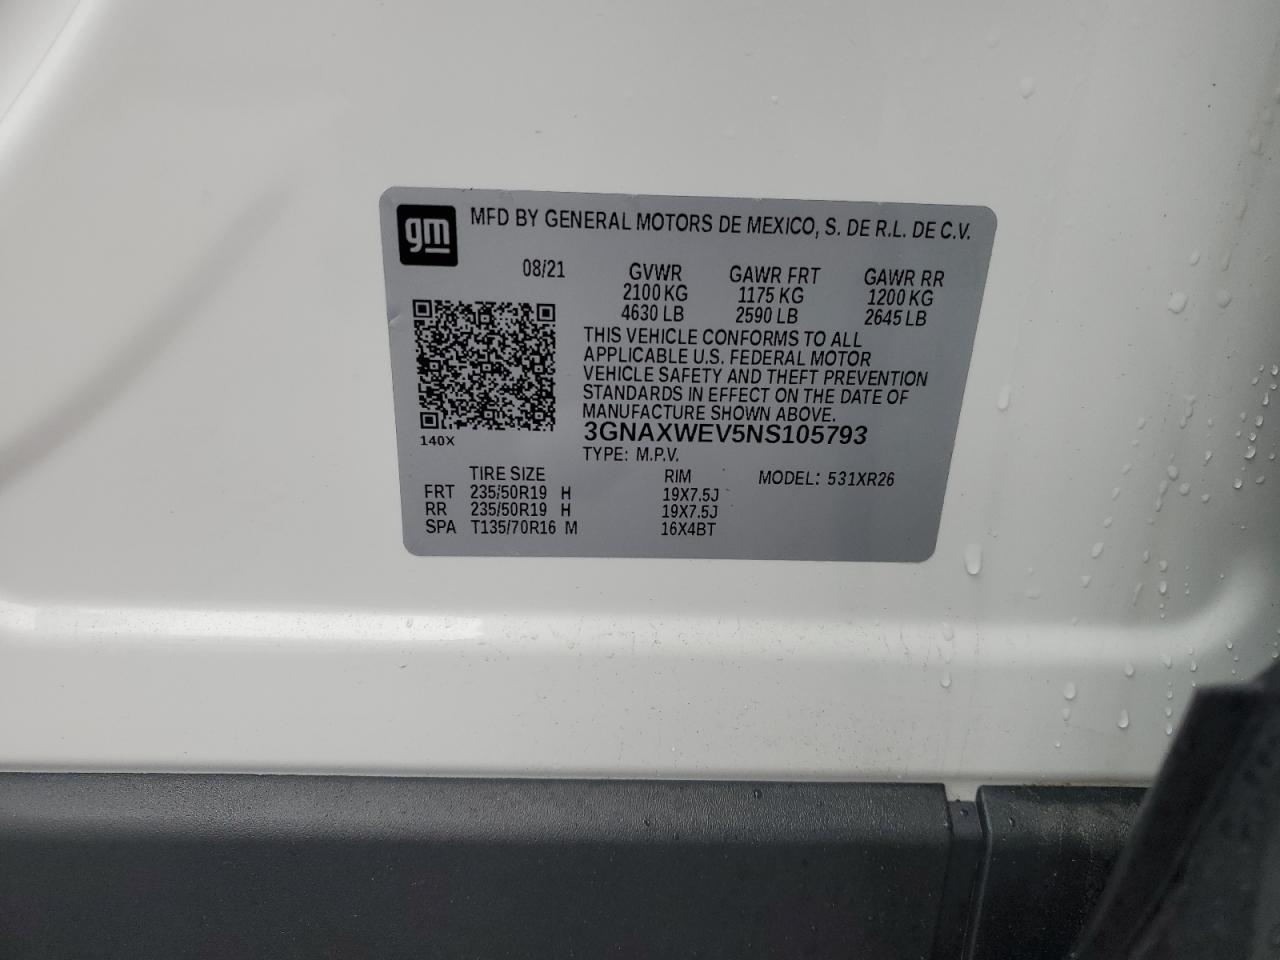 gm
MFD BY GENERAL MOTORS DE MEXICO, S. DE R.L. DE C.V.
08/21 GVWR GAWR FRT GAWR RR
2100 KG 1175 KG 1200 KG
4630 LB 2590 LB 2645 LB
THIS VEHICLE CONFORMS TO ALL
APPLICABLE U.S. FEDERAL MOTOR
VEHICLE SAFETY AND THEFT PREVENTION
STANDARDS IN EFFECT ON THE DATE OF
MANUFACTURE SHOWN ABOVE.
140X 3GNAXWEV5NS105793
TYPE: M.P.V.
TIRE SIZE RIM MODEL: 531XR26
FRT 235/50R19 H 19X7.5J
RR 235/50R19 H 19X7.5J
SPA T135/70R16 M 16X4BT